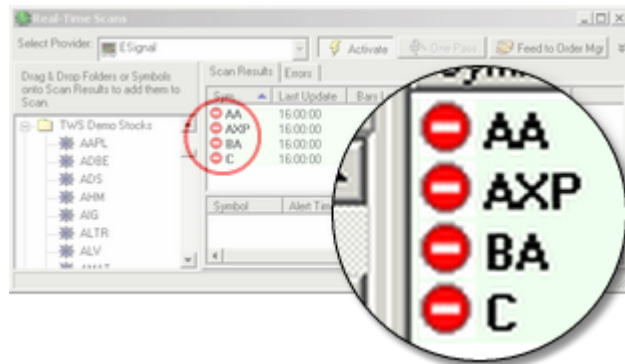 Real-Time Scans
Select Provider: ESignal Activate One Pass Feed to Order Mgr
Drag & Drop Folders or Symbols
onto Scan Results to add them to
Scan.
Scan Results Errors
Sym Last Update Bars
AA 16:00:00
AXP 16:00:00
BA 16:00:00
C 16:00:00
TWS Demo Stocks
AAPL
ADBE
ADS
AHM
AIG
ALTR
ALV
Symbol Alert
AA
AXP
BA
C